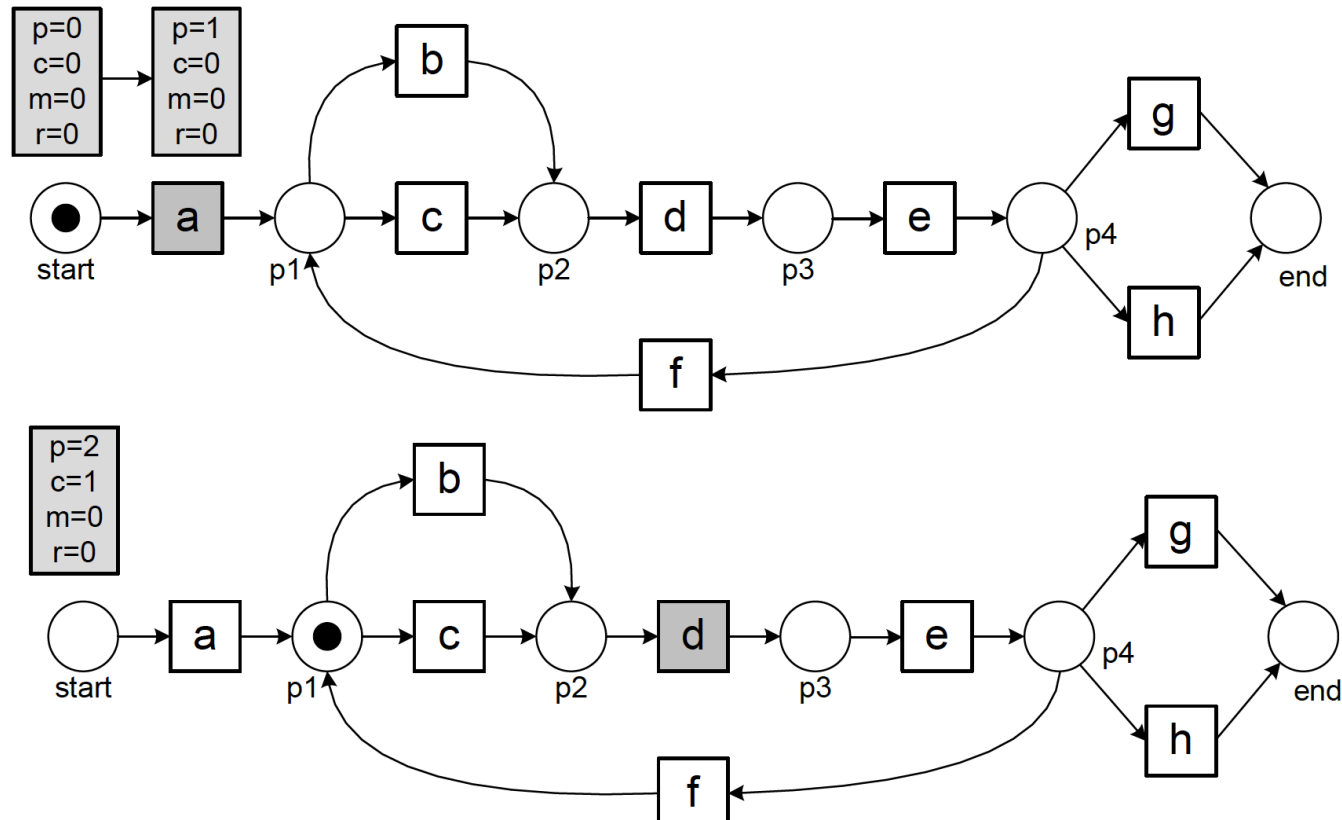 p=0
c=0
m=0
r=0
p=1
c=0
m=0
r=0
b
g
a
c
d
e
start
p1
p2
p3
p4
end
h
f
p=2
c=1
m=0
r=0
b
g
a
c
d
e
start
p1
p2
p3
p4
end
h
f